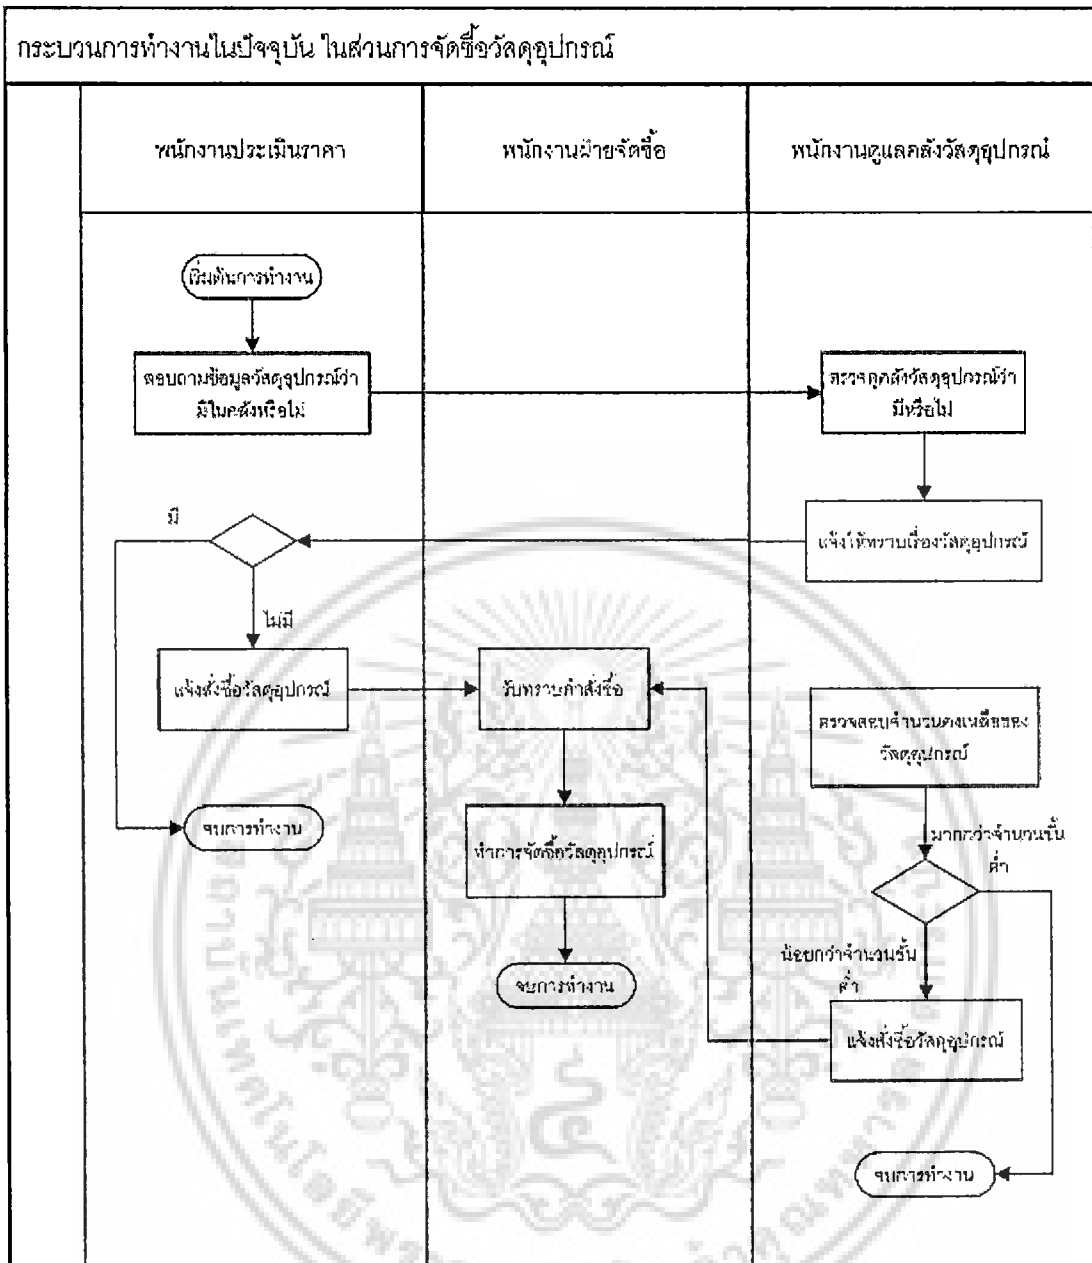 กระบวนการทำงานในปัจจุบัน ในส่วนการจัดซื้อวัสดุอุปกรณ์
พนักงานประเมินราคา
พนักงานฝ่ายจัดซื้อ
พนักงานดูแลคลังวัสดุอุปกรณ์
เริ่มต้นการทำงาน
สอบถามข้อมูลวัสดุอุปกรณ์ว่า
มีในคลังหรือไม่
ตรวจดูคลังวัสดุอุปกรณ์ว่า
มีหรือไม่
มี
แจ้งให้ทราบเรื่องวัสดุอุปกรณ์
ไม่มี
แจ้งสั่งซื้อวัสดุอุปกรณ์
รับทราบคำสั่งซื้อ
ตรวจสอบจำนวนคงเหลือของ
วัสดุอุปกรณ์
จบการทำงาน
ทำการจัดซื้อวัสดุอุปกรณ์
มากกว่าจำนวนขั้น
ต่ำ
น้อยกว่าจำนวนขั้น
ต่ำ
จบการทำงาน
แจ้งสั่งซื้อวัสดุอุปกรณ์
จบการทำงาน